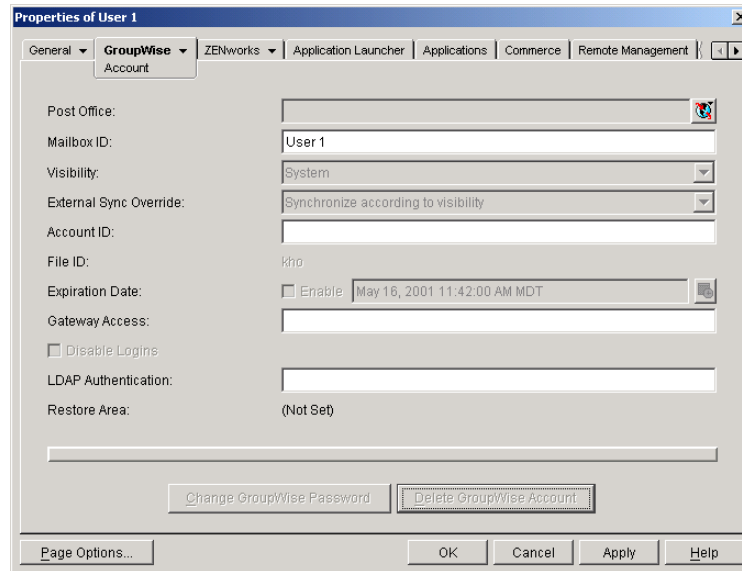 Properties of User 1
General GroupWise ZENworks Application Launcher Applications Commerce Remote Management
Account
Post Office:
Mailbox ID: User 1
Visibility: System
External Sync Override: Synchronize according to visibility
Account ID:
File ID: kho
Expiration Date: Enable May 16, 2001 11:42:00 AM MDT
Gateway Access:
Disable Logins
LDAP Authentication:
Restore Area: (Not Set)
Change GroupWise Password Delete GroupWise Account
Page Options... OK Cancel Apply Help